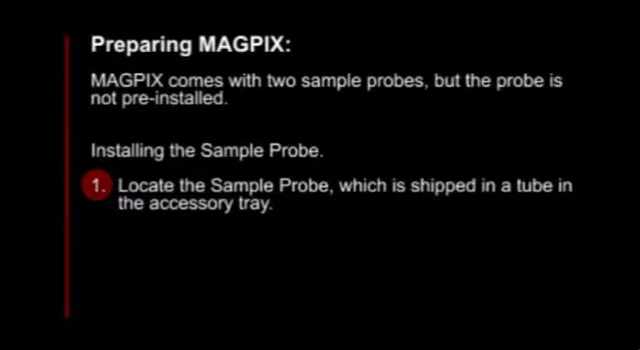 Preparing MAGPIX:
MAGPIX comes with two sample probes, but the probe is
not pre-installed.
Installing the Sample Probe.
1. Locate the Sample Probe, which is shipped in a tube in
the accessory tray.